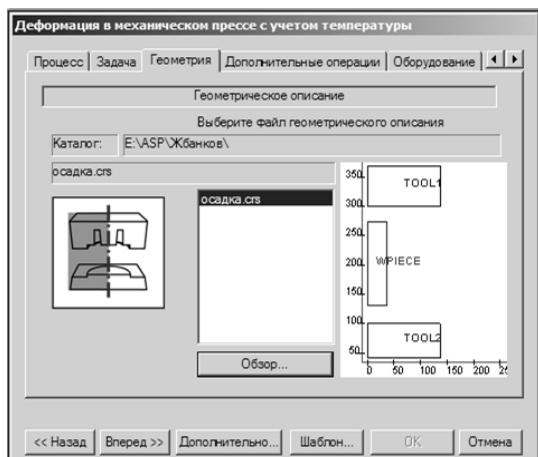 Деформация в механическом прессе с учетом температуры
Процесс Задача Геометрия Дополнительные операции Оборудование
Геометрическое описание
Выберите файл геометрического описания
Каталог: E:\ASP\Жбанков\
осадка.crs
осадка.crs
350
TOOL1
300
250
200 WPIECE
150
100
TOOL2
50
0 50 100 150 200 25
Обзор...
<< Назад Вперед >> Дополнительно... Шаблон... OK Отмена